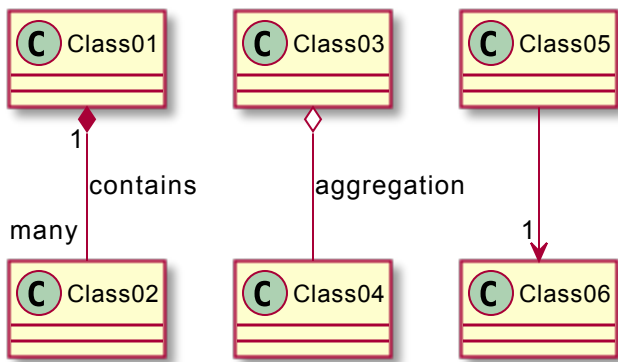 C Class01
C Class03
C Class05
1
contains
aggregation
many
1
C Class02
C Class04
C Class06